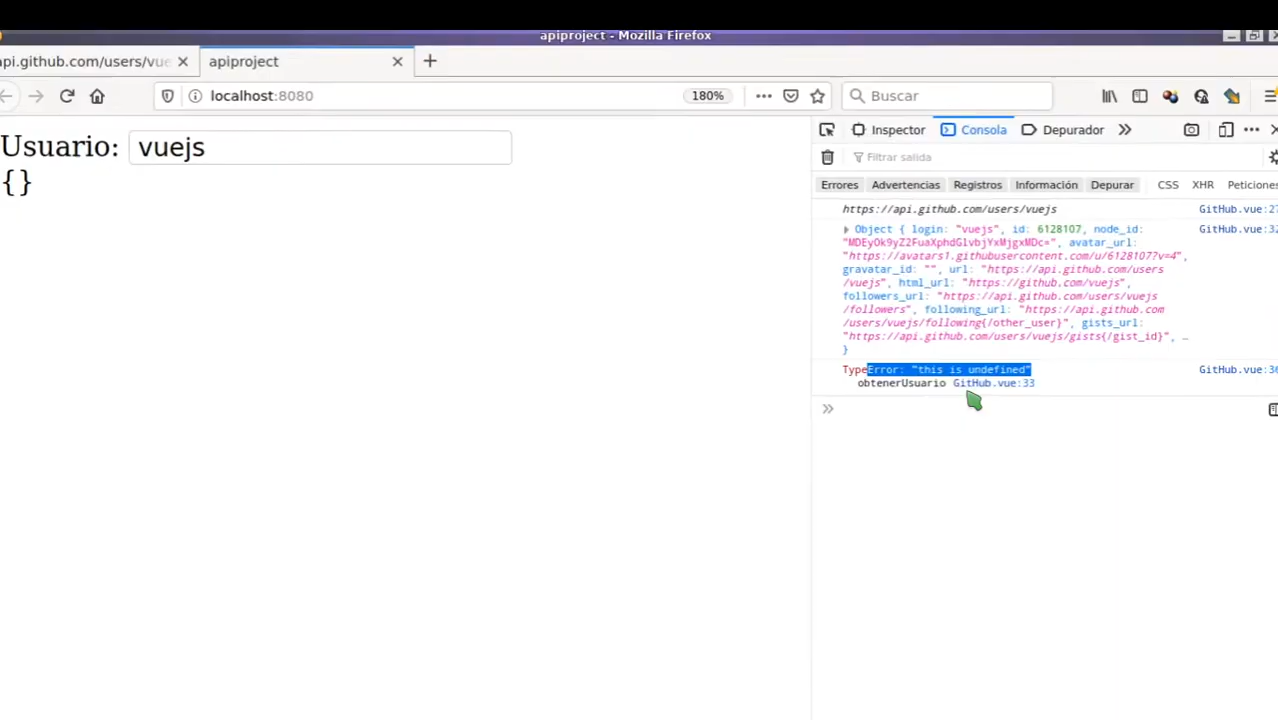 apiproject - Mozilla Firefox
api.github.com/users/vue
apiproject
localhost:8080
180%
Buscar
Usuario: vuejs
{}
Inspector
Consola
Depurador
Filtrar salida
Errores
Advertencias
Registros
Información
Depurar
CSS
XHR
Peticiones
https://api.github.com/users/vuejs GitHub.vue:27
Object { login: "vuejs", id: 6128107, node_id: GitHub.vue:32
"MDEyOk9yZ2FuaXphdGlvbjYxMjgxMDc=", avatar_url:
"https://avatars1.githubusercontent.com/u/6128107?v=4",
gravatar_id: "", url: "https://api.github.com/users
/vuejs", html_url: "https://github.com/vuejs",
followers_url: "https://api.github.com/users/vuejs
/followers", following_url: "https://api.github.com
/users/vuejs/following{/other_user}", gists_url:
"https://api.github.com/users/vuejs/gists{/gist_id}", …
}
TypeError: "this is undefined" GitHub.vue:36
obtenerUsuario GitHub.vue:33